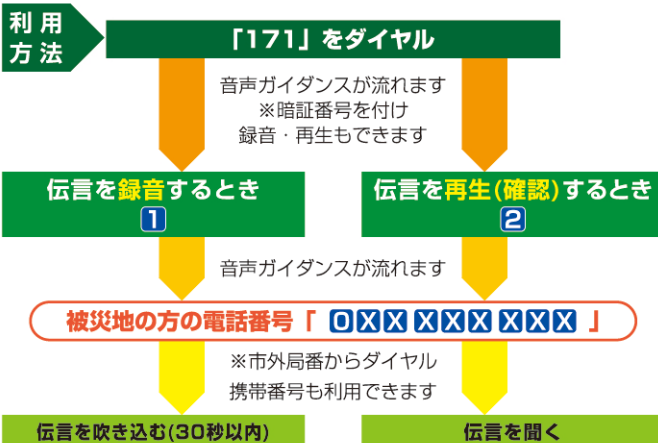 利用
方法
「171」をダイヤル
音声ガイダンスが流れます
※暗証番号を付け
録音・再生もできます
伝言を録音するとき
1
伝言を再生(確認)するとき
2
音声ガイダンスが流れます
被災地の方の電話番号「 0XX XXX XXX 」
※市外局番からダイヤル
携帯番号も利用できます
伝言を吹き込む(30秒以内)
伝言を聞く